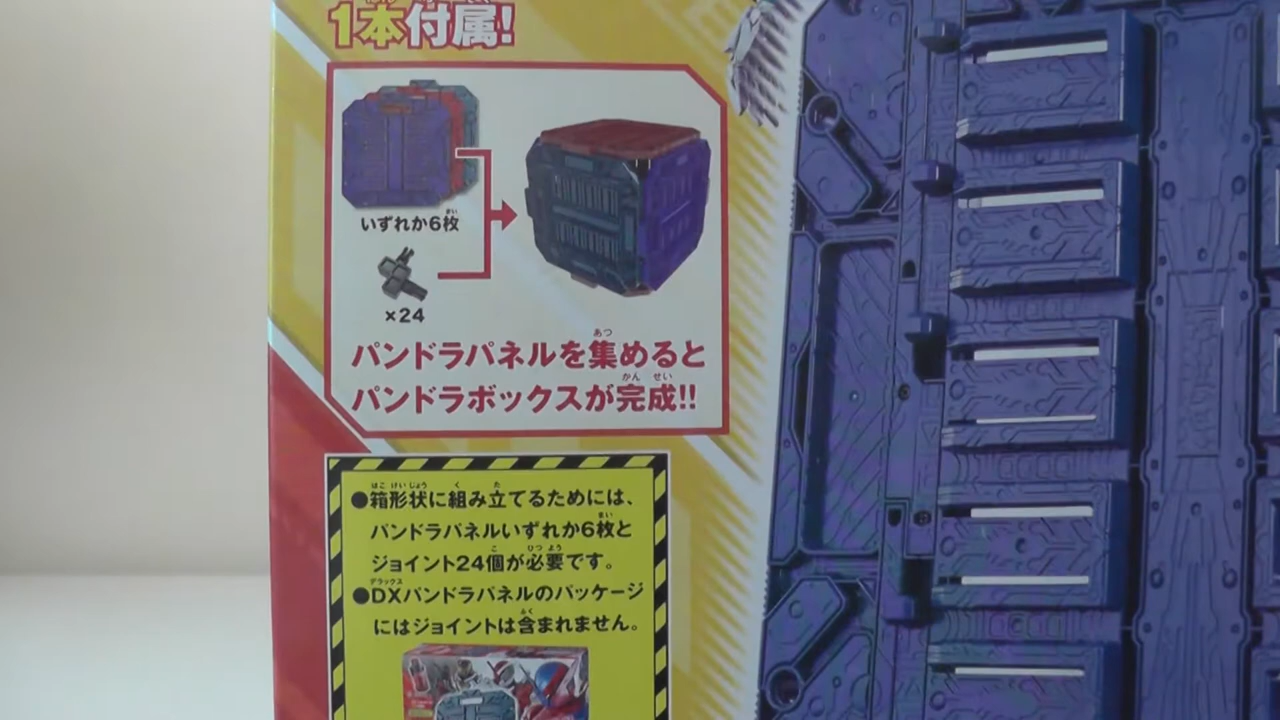 1本付属!
いずれか6枚
×24
パンドラパネルを集めると
パンドラボックスが完成!!
●箱形状に組み立てるためには、
パンドラパネルいずれか6枚と
ジョイント24個が必要です。
●DXパンドラパネルのパッケージ
にはジョイントは含まれません。